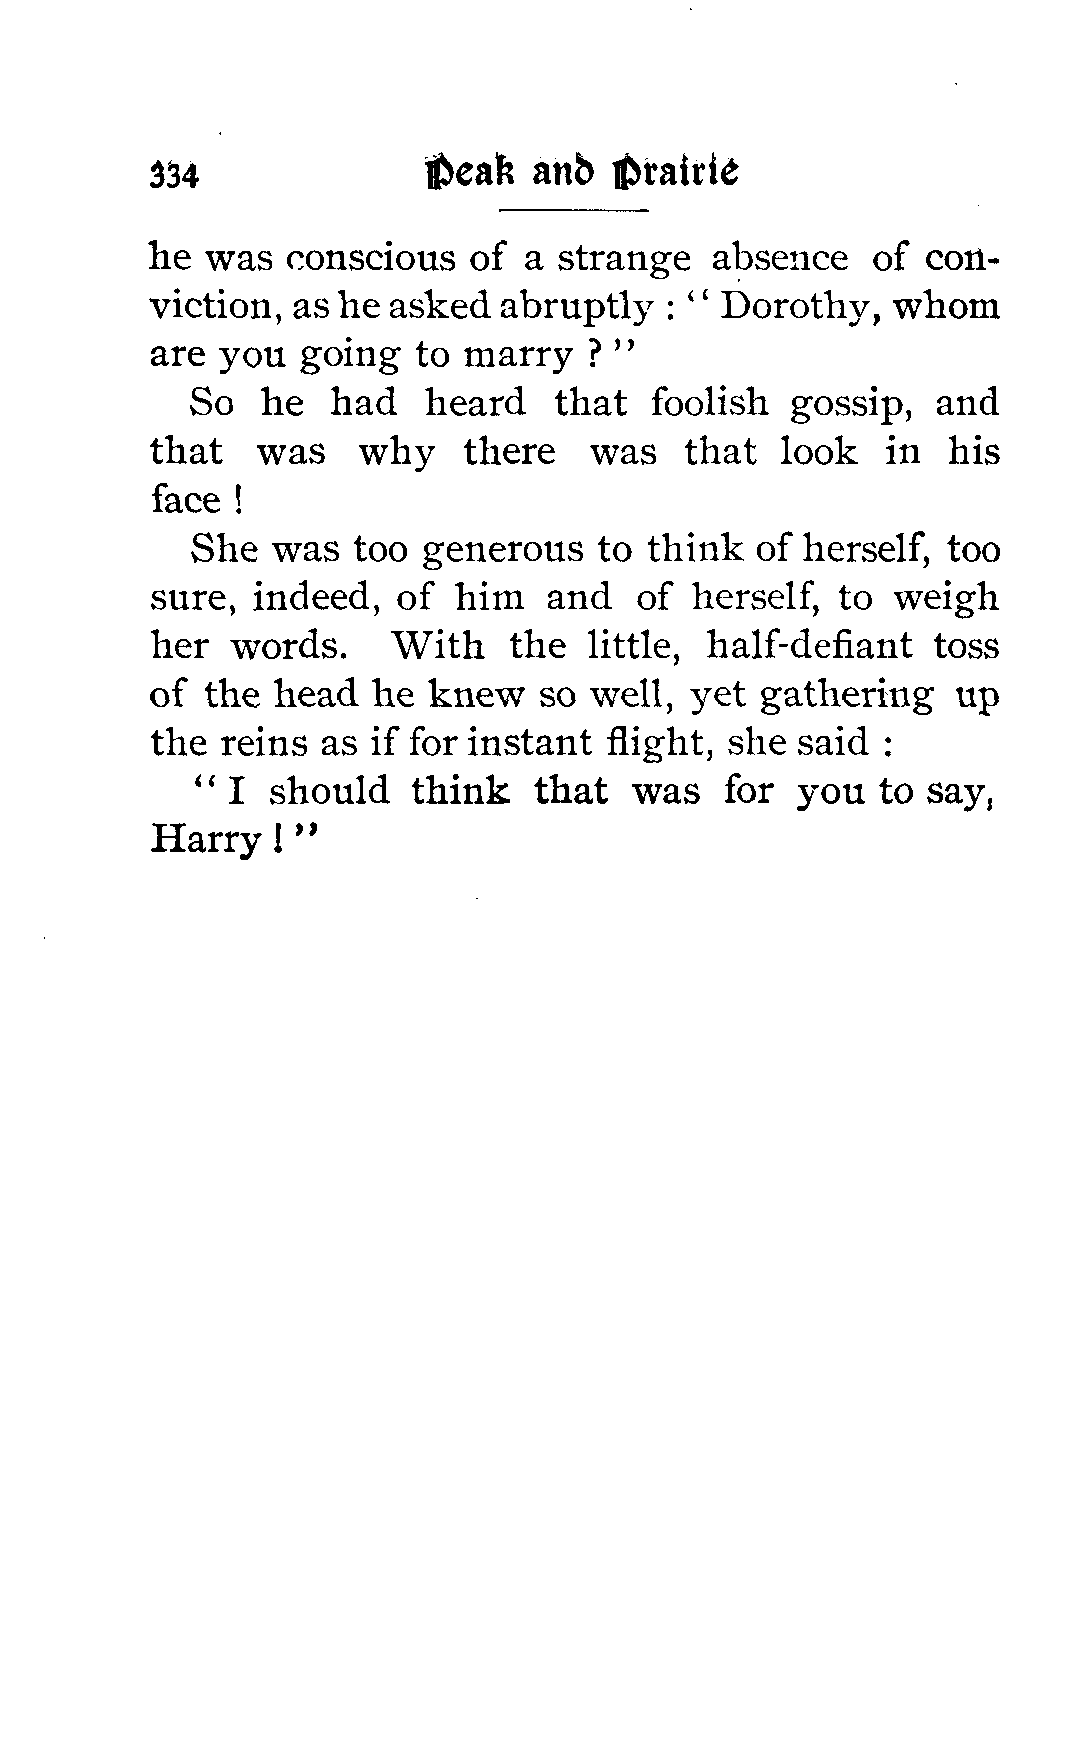 334 Peak and Prairie
he was conscious of a strange absence of con-
viction, as he asked abruptly : " Dorothy, whom
are you going to marry ? "
So he had heard that foolish gossip, and
that was why there was that look in his
face !
She was too generous to think of herself, too
sure, indeed, of him and of herself, to weigh
her words. With the little, half-defiant toss
of the head he knew so well, yet gathering up
the reins as if for instant flight, she said :
" I should think that was for you to say,
Harry ! "